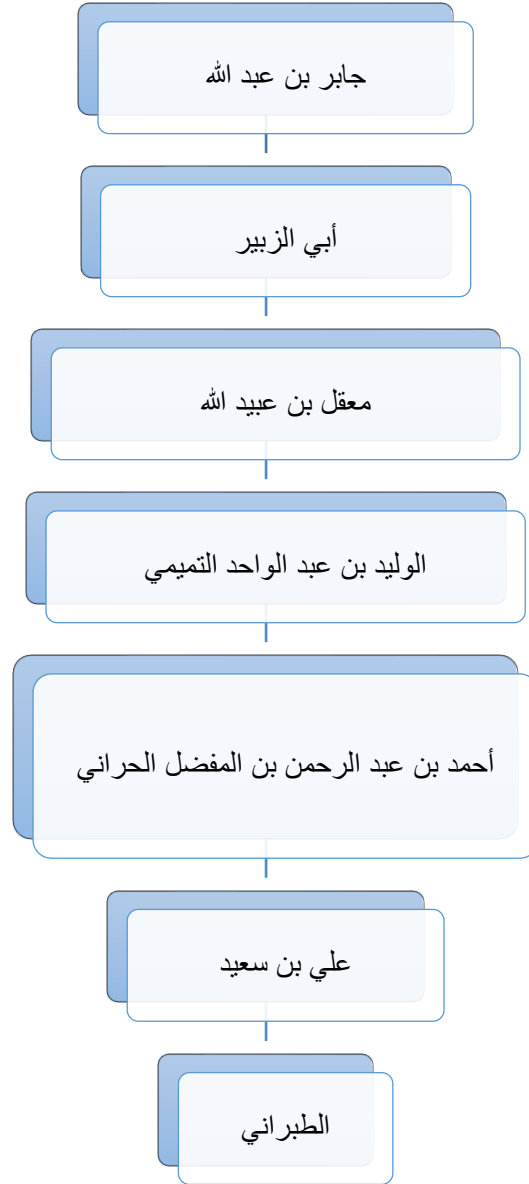 جابر بن عبد الله
أبي الزبير
معقل بن عبيد الله
الوليد بن عبد الواحد التميمي
أحمد بن عبد الرحمن بن المفضل الحراني
علي بن سعيد
الطبراني